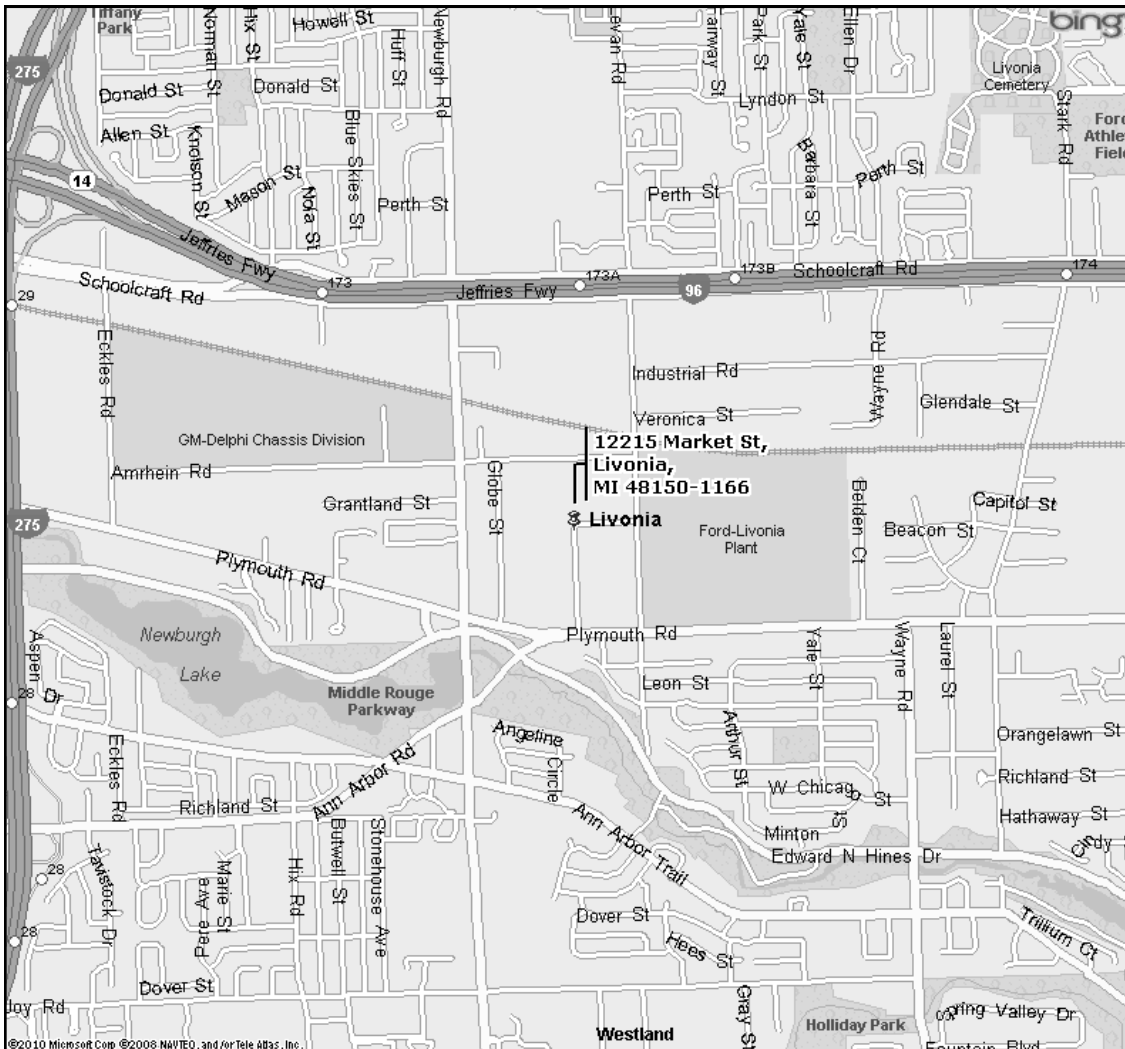 Tiffany
Park
Norman St
Hix St
Howell St
Huff St
Newburgh Rd
Levan Rd
Park St
Yale St
Ellen Dr
bing
275
Donald St
Donald St
Allen St
Knolson St
Mason St
Nola St
Blue Skies St
Perth St
Lyndon St
Barbara St
Perth St
Perth St
Livonia
Cemetery
Stark Rd
14
Jeffries Fwy
Schoolcraft Rd
173
Jeffries Fwy
173A
96
173B
Schoolcraft Rd
174
29
Eckles Rd
Industrial Rd
Wayne Rd
Veronica St
Glendale St
GM-Delphi Chassis Division
12215 Market St,
Livonia,
MI 48150-1166
Amrhein Rd
Globe St
Grantland St
Livonia
Ford-Livonia
Plant
Belden Ct
Capitol St
Beacon St
275
Plymouth Rd
Plymouth Rd
Newburgh
Lake
Aspen
Dr
28
Middle Rouge
Parkway
Leon St
Yale St
Wayne Rd
Laurel St
Arthur St
Angeline
Circle
Orangelawn St
Eckles Rd
Richland St
Ann Arbor Rd
W Chicago St
Richland St
Hathaway St
Minton
St
Edward N Hines Dr
Ann Arbor Trail
28
Tavistock Dr
Pere Ave
Marie St
Hix Rd
Butwell St
Stonehouse Ave
Dover St
Hees St
Trillium Ct
28
Dover St
Joy Rd
Gray St
Westland
Holliday Park
Spring Valley Dr
Fountain Blvd
©2010 Microsoft Corp ©2008 NAVTEQ, and/or Tele Atlas, Inc.